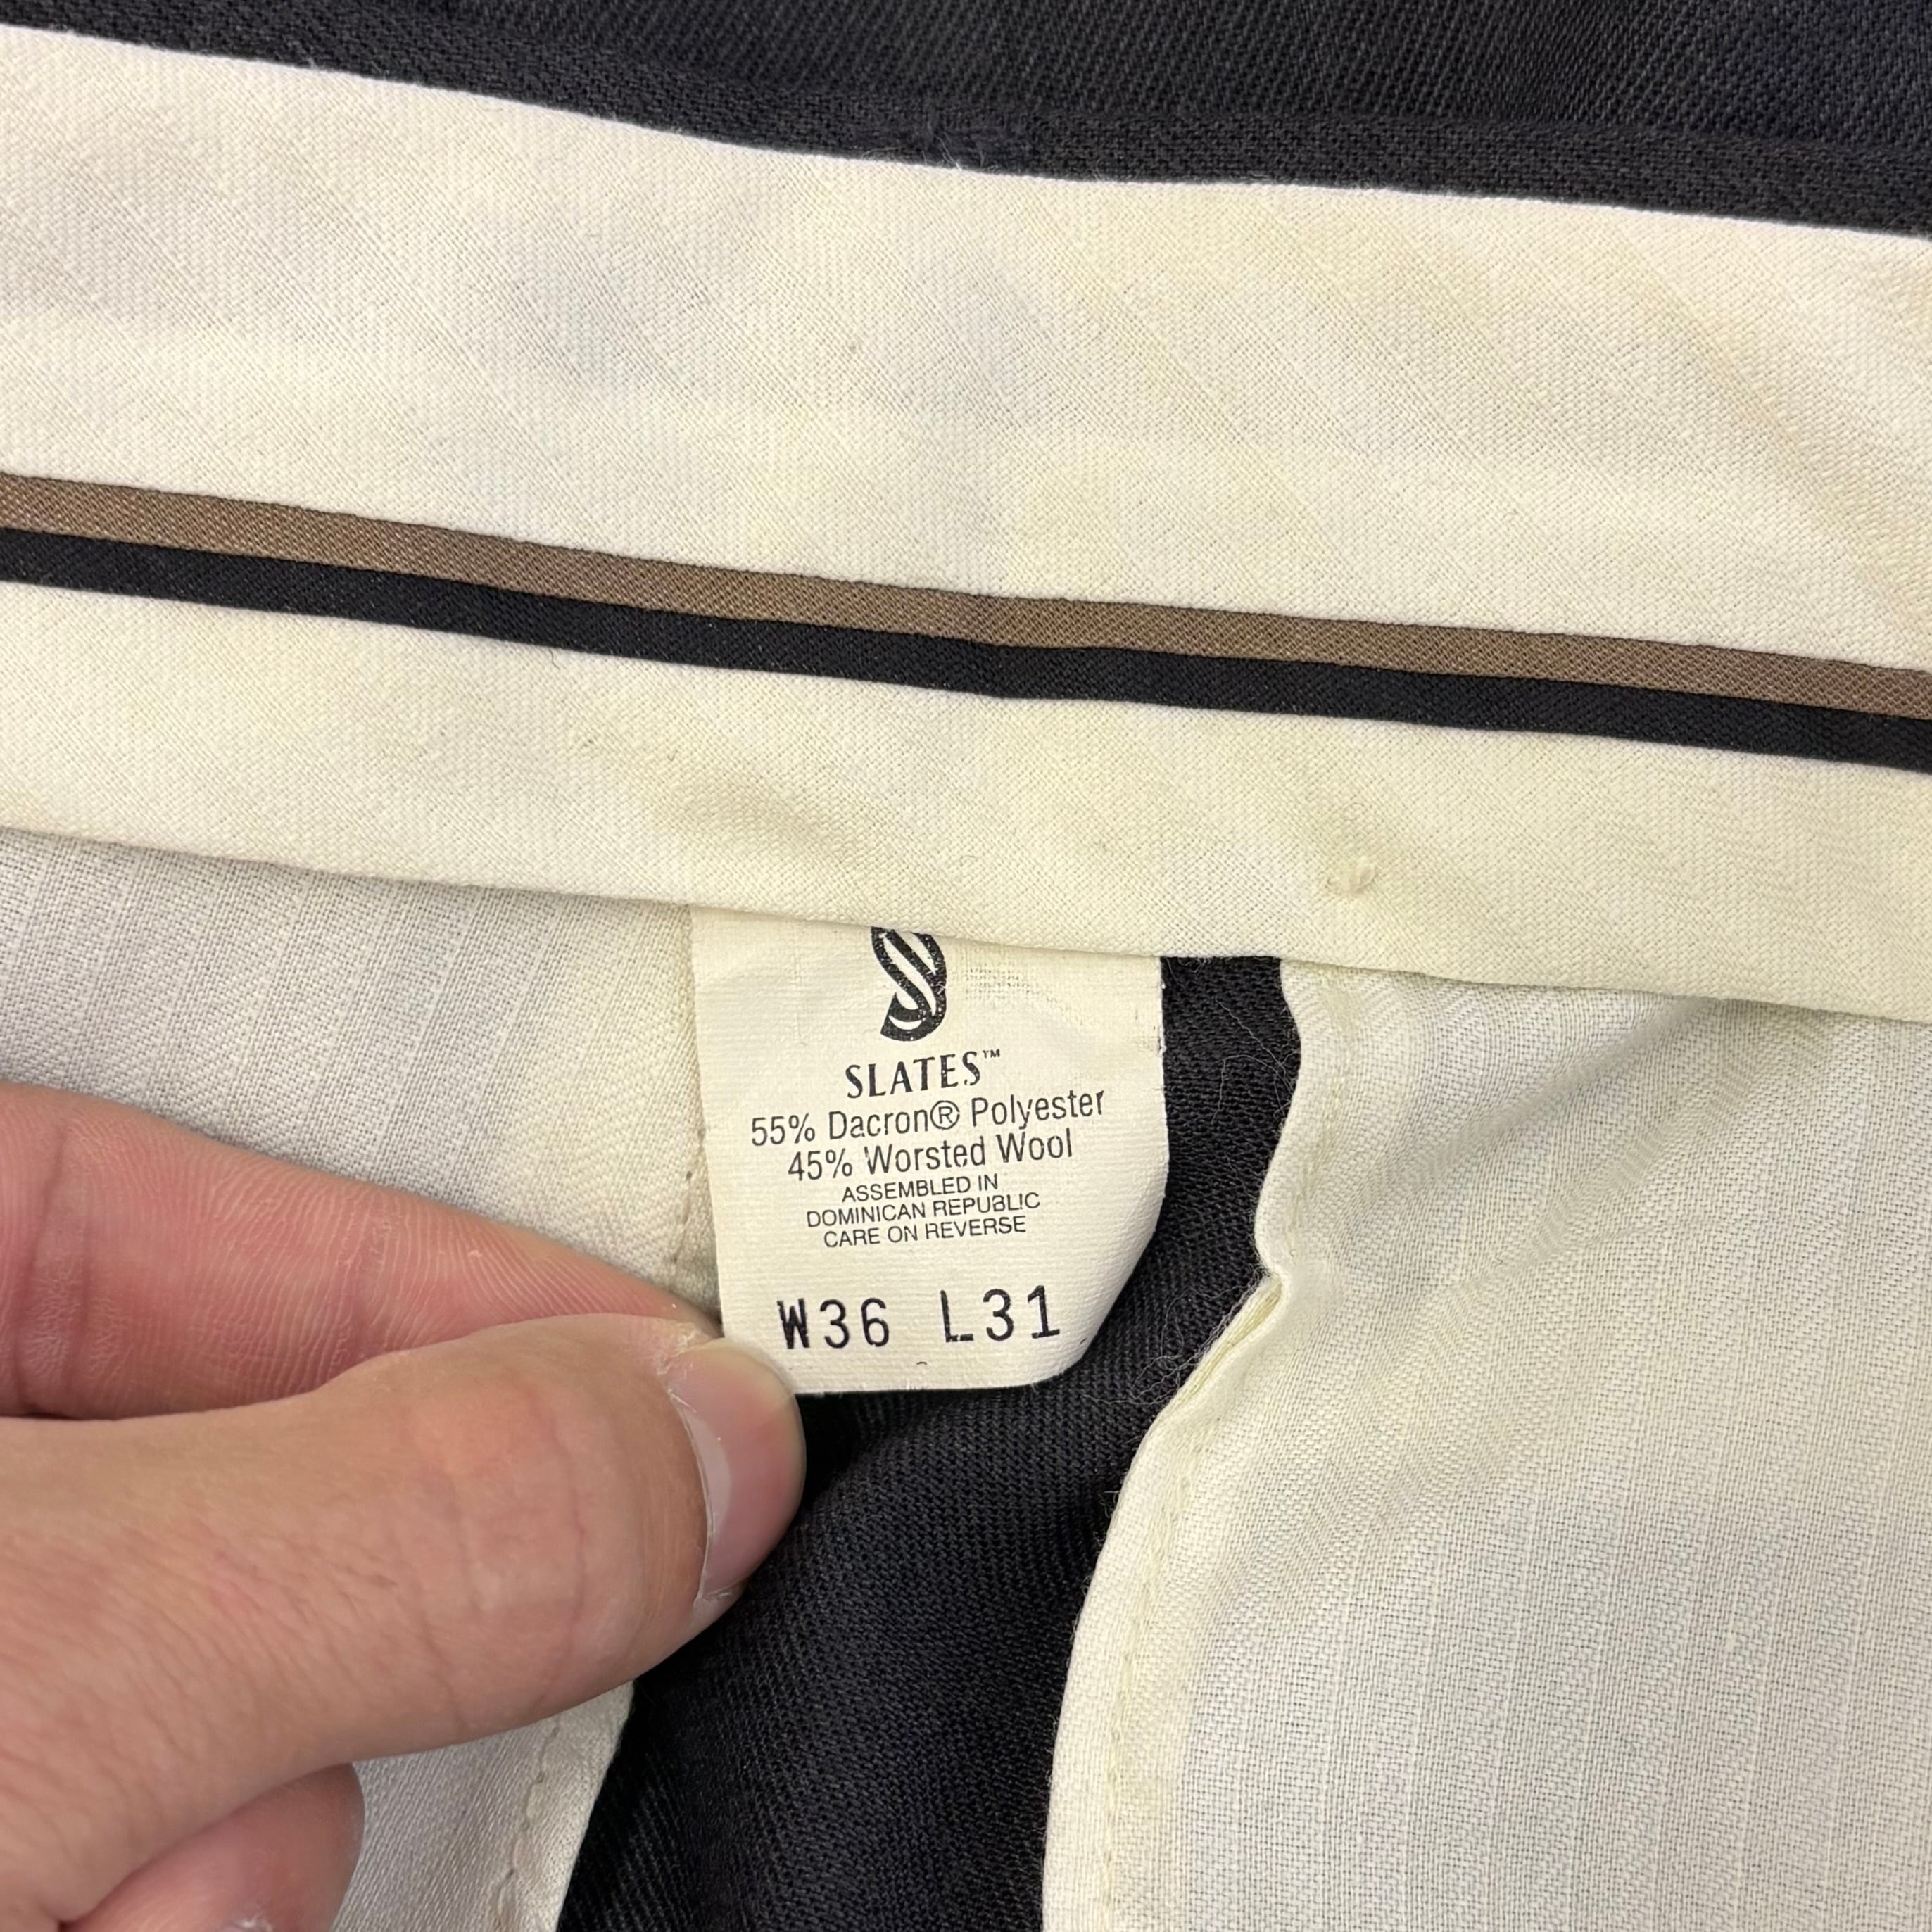 SLATES™
55% Dacron® Polyester
45% Worsted Wool
ASSEMBLED IN
DOMINICAN REPUBLIC
CARE ON REVERSE
W36 L31